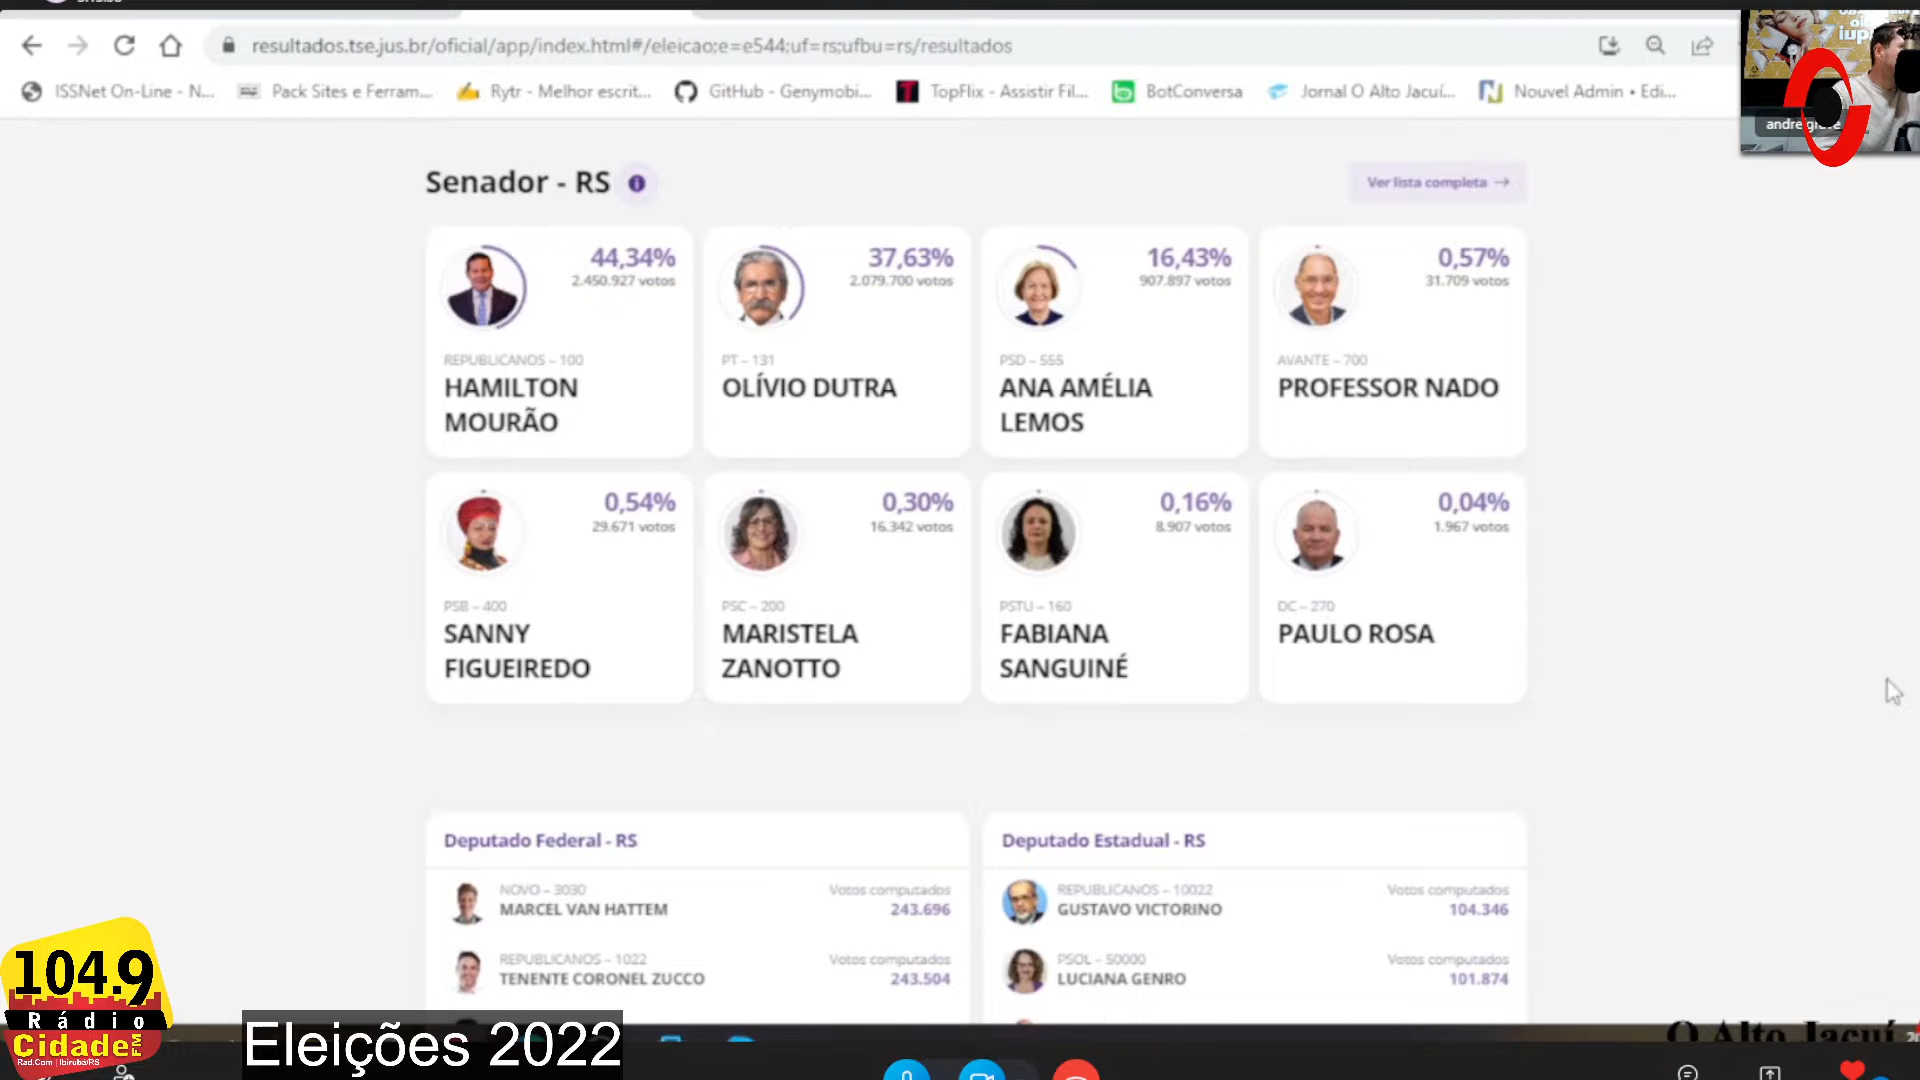 resultados.tse.jus.br/oficial/app/index.html#/eleicao;e=e544;uf=rs;ufbu=rs/resultados
ISSNet On-Line - N... Pack Sites e Ferram... Rytr - Melhor escrit... GitHub - Genymobi... TopFlix - Assistir Fil... BotConversa Jornal O Alto Jacuí... Nouvel Admin • Edi...
Senador - RS
Ver lista completa →
44,34%
2.450.927 votos
REPUBLICANOS – 100
HAMILTON
MOURÃO
37,63%
2.079.700 votos
PT – 131
OLÍVIO DUTRA
16,43%
907.897 votos
PSD – 555
ANA AMÉLIA
LEMOS
0,57%
31.709 votos
AVANTE – 700
PROFESSOR NADO
0,54%
29.671 votos
PSB – 400
SANNY
FIGUEIREDO
0,30%
16.342 votos
PSC – 200
MARISTELA
ZANOTTO
0,16%
8.907 votos
PSTU – 160
FABIANA
SANGUINÉ
0,04%
1.967 votos
DC – 270
PAULO ROSA
Deputado Federal - RS
NOVO – 3030 Votos computados
MARCEL VAN HATTEM 243.696
REPUBLICANOS – 1022 Votos computados
TENENTE CORONEL ZUCCO 243.504
Deputado Estadual - RS
REPUBLICANOS – 10022 Votos computados
GUSTAVO VICTORINO 104.346
PSOL – 50000 Votos computados
LUCIANA GENRO 101.874
104.9
Rádio
Cidade FM
Rad.Com | Ibirubá/RS
Eleições 2022
O Alto Jacuí